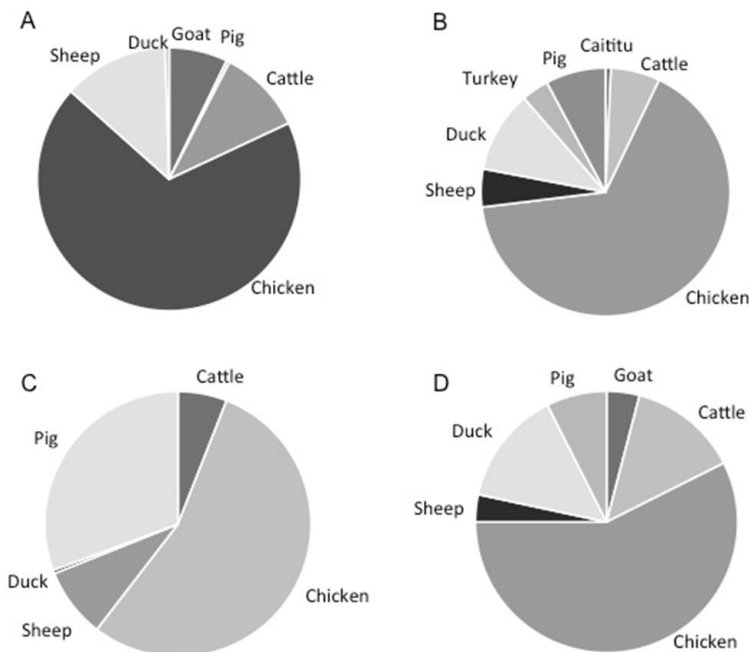 A
Sheep
Duck
Goat
Pig
Cattle
Chicken
B
Turkey
Pig
Caititu
Cattle
Duck
Sheep
Chicken
C
Cattle
Pig
Duck
Sheep
Chicken
D
Pig
Goat
Cattle
Duck
Sheep
Chicken